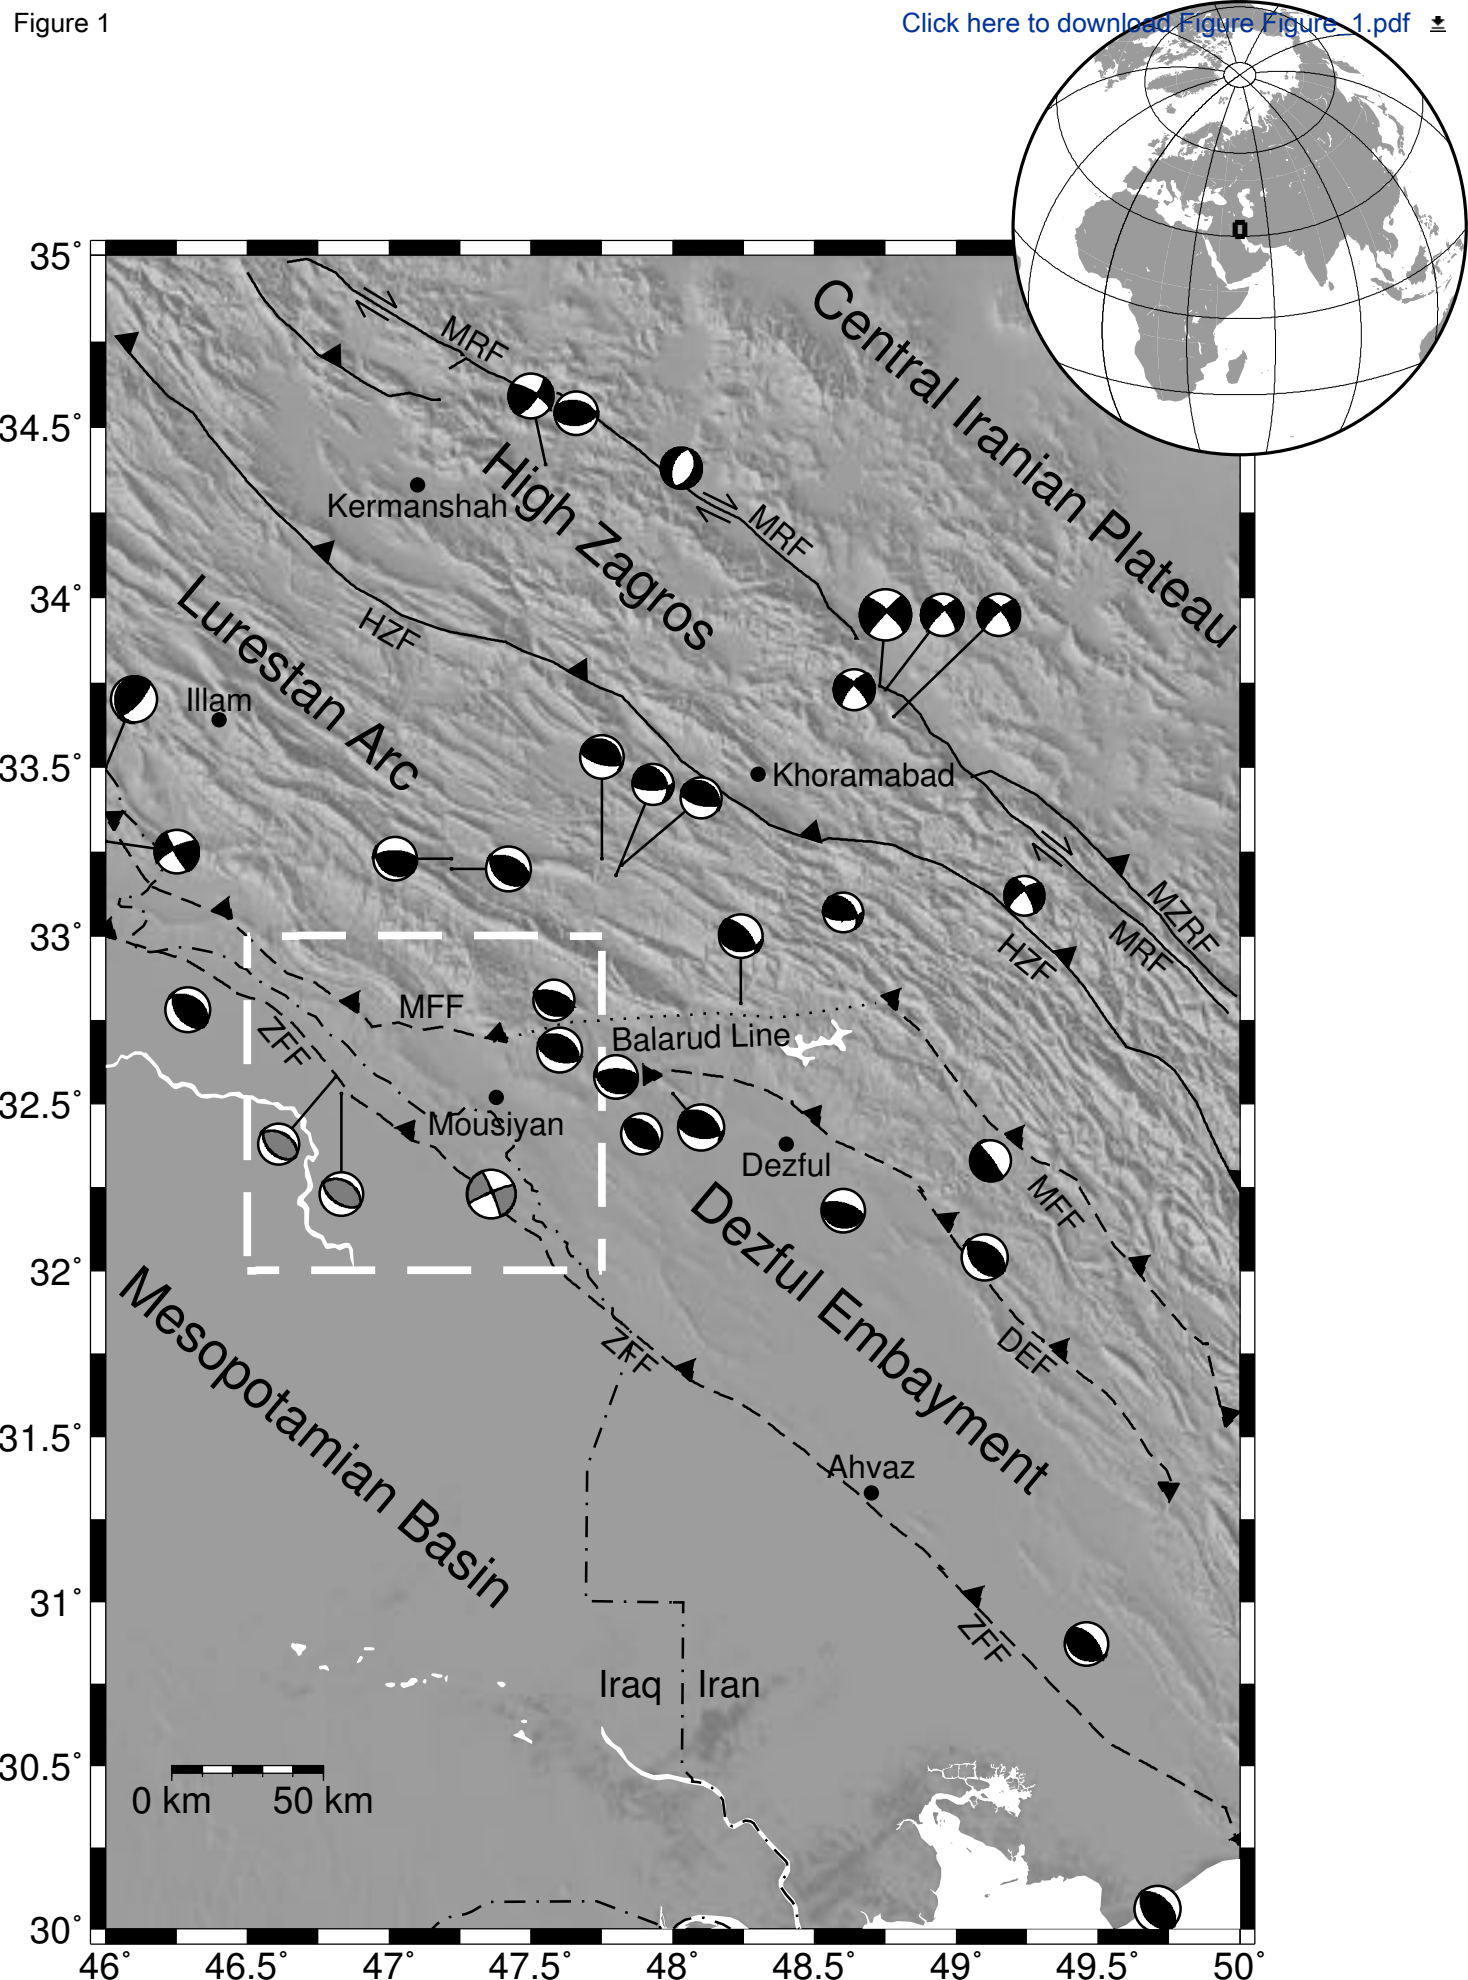 Figure 1
Click here to download Figure Figure_1.pdf
35°
34.5°
34°
33.5°
33°
32.5°
32°
31.5°
31°
30.5°
30°
MRF
Central Iranian Plateau
High Zagros
Kermanshah
MRF
HZF
Lurestan Arc
Illam
Khoramabad
MZRF
MRF
HZF
MFF
Balarud Line
ZFF
Mousiyan
Dezful
MFF
Dezful Embayment
Mesopotamian Basin
ZFF
DEF
Ahvaz
ZFF
Iraq
Iran
0 km
50 km
46°
46.5°
47°
47.5°
48°
48.5°
49°
49.5°
50°